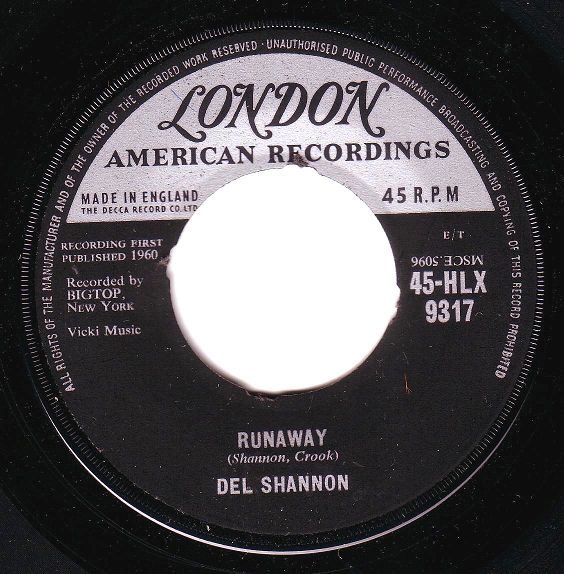 ALL RIGHTS OF THE MANUFACTURER AND OF THE OWNER OF THE RECORDED WORK RESERVED · UNAUTHORISED PUBLIC PERFORMANCE BROADCASTING AND COPYING OF THIS RECORD PROHIBITED
LONDON
AMERICAN RECORDINGS
MADE IN ENGLAND
THE DECCA RECORD CO. LTD.
45 R.P.M
RECORDING FIRST
PUBLISHED 1960
Recorded by
BIGTOP,
NEW YORK
Vicki Music
E/T
MSCE.5096
45-HLX
9317
RUNAWAY
(Shannon, Crook)
DEL SHANNON